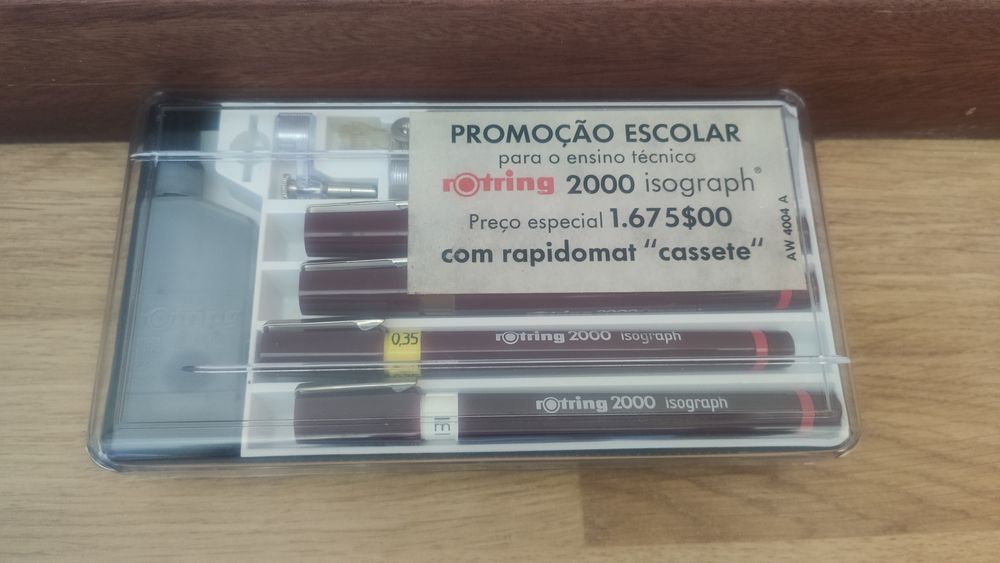 PROMOÇÃO ESCOLAR
para o ensino técnico
rotring 2000 isograph®
Preço especial 1.675$00
com rapidomat “cassete“
AW 4004 A
rotring 2000 isograph
0,35
rotring 2000 isograph
rotring